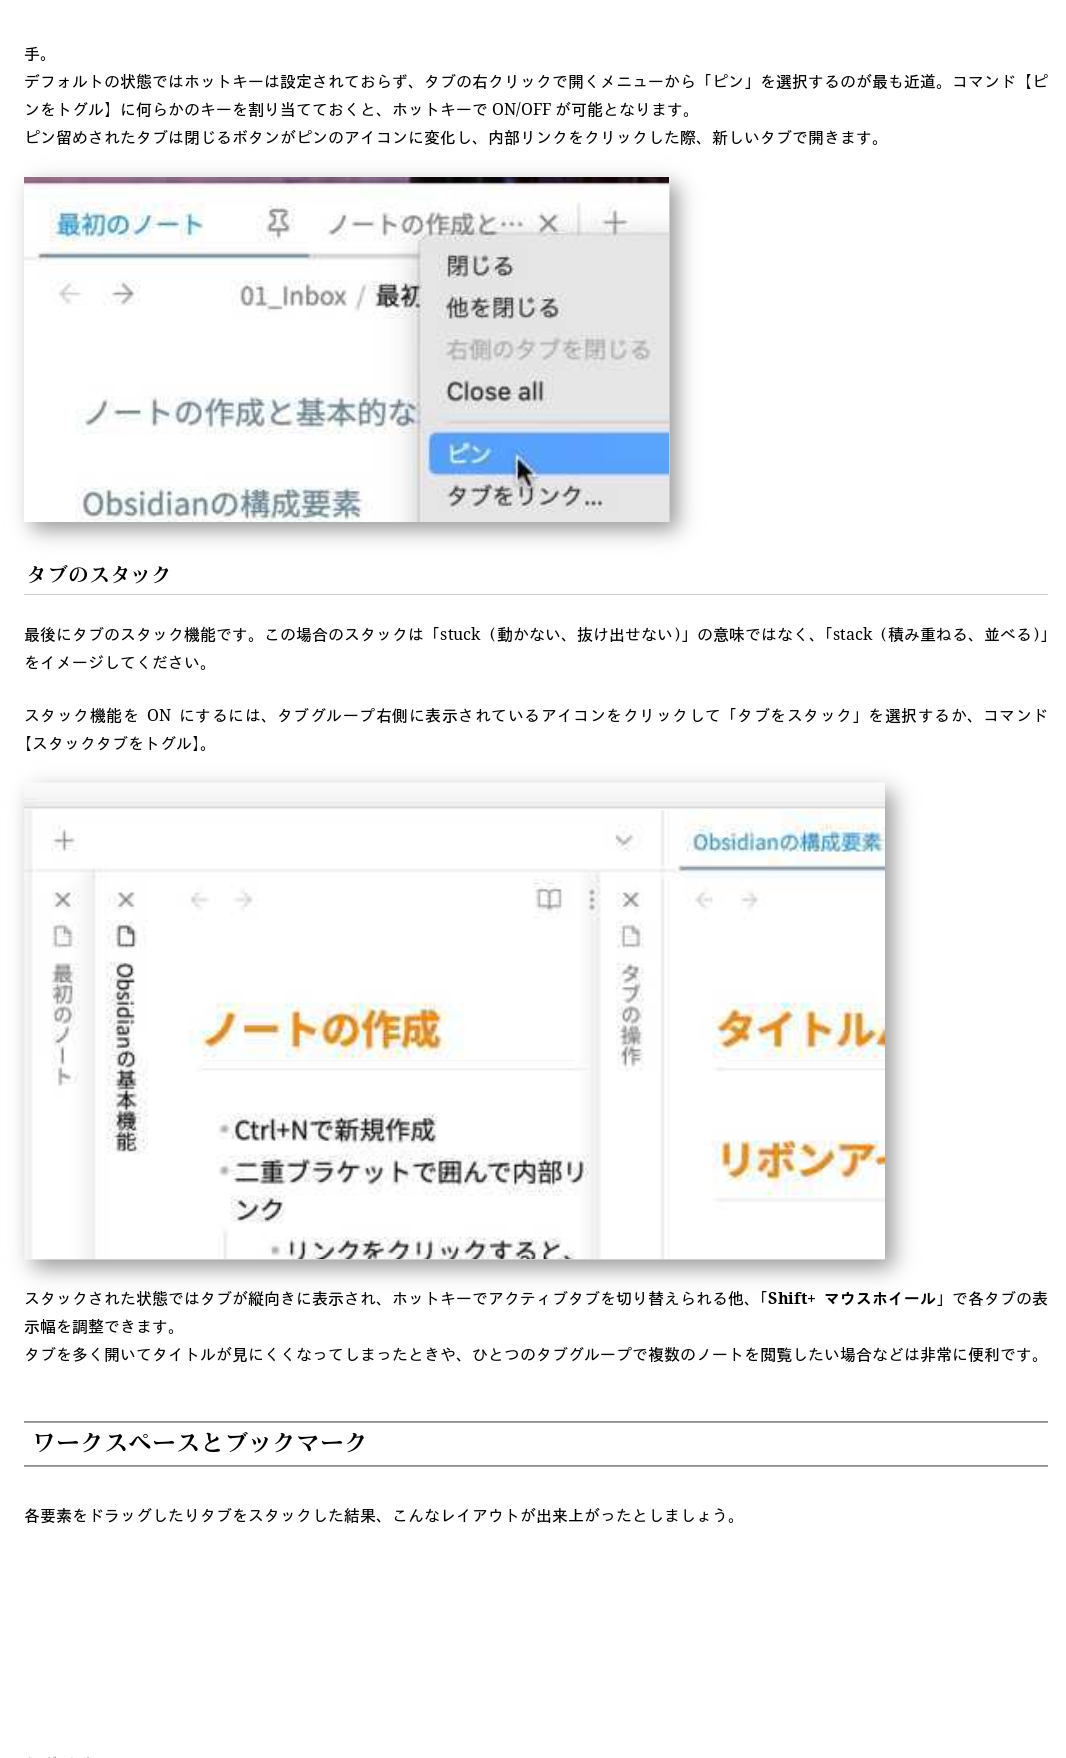 手。
デフォルトの状態ではホットキーは設定されておらず、タブの右クリックで開くメニューから「ピン」を選択するのが最も近道。コマンド【ピ
ンをトグル】に何らかのキーを割り当てておくと、ホットキーで ON/OFF が可能となります。
ピン留めされたタブは閉じるボタンがピンのアイコンに変化し、内部リンクをクリックした際、新しいタブで開きます。
最初のノート
ノートの作成と…
閉じる
01_Inbox / 最初
他を閉じる
右側のタブを閉じる
Close all
ノートの作成と基本的な
ピン
タブをリンク...
Obsidianの構成要素
タブのスタック
最後にタブのスタック機能です。この場合のスタックは「stuck（動かない、抜け出せない）」の意味ではなく、「stack（積み重ねる、並べる）」
をイメージしてください。
スタック機能を ON にするには、タブグループ右側に表示されているアイコンをクリックして「タブをスタック」を選択するか、コマンド
【スタックタブをトグル】。
Obsidianの構成要素
最初のノート
Obsidianの基本機能
ノートの作成
Ctrl+Nで新規作成
二重ブラケットで囲んで内部リ
ンク
リンクをクリックすると、
タブの操作
タイトル
リボンア
スタックされた状態ではタブが縦向きに表示され、ホットキーでアクティブタブを切り替えられる他、「Shift+ マウスホイール」で各タブの表
示幅を調整できます。
タブを多く開いてタイトルが見にくくなってしまったときや、ひとつのタブグループで複数のノートを閲覧したい場合などは非常に便利です。
ワークスペースとブックマーク
各要素をドラッグしたりタブをスタックした結果、こんなレイアウトが出来上がったとしましょう。